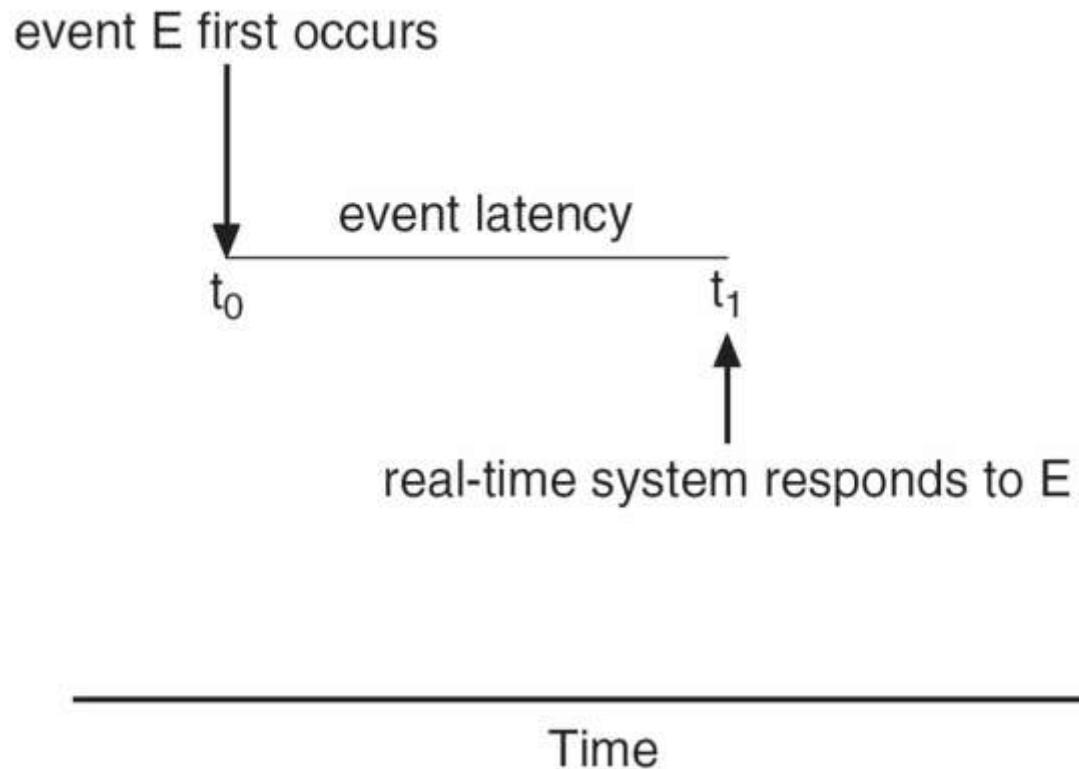 event E first occurs
event latency
t₀
t₁
real-time system responds to E
Time